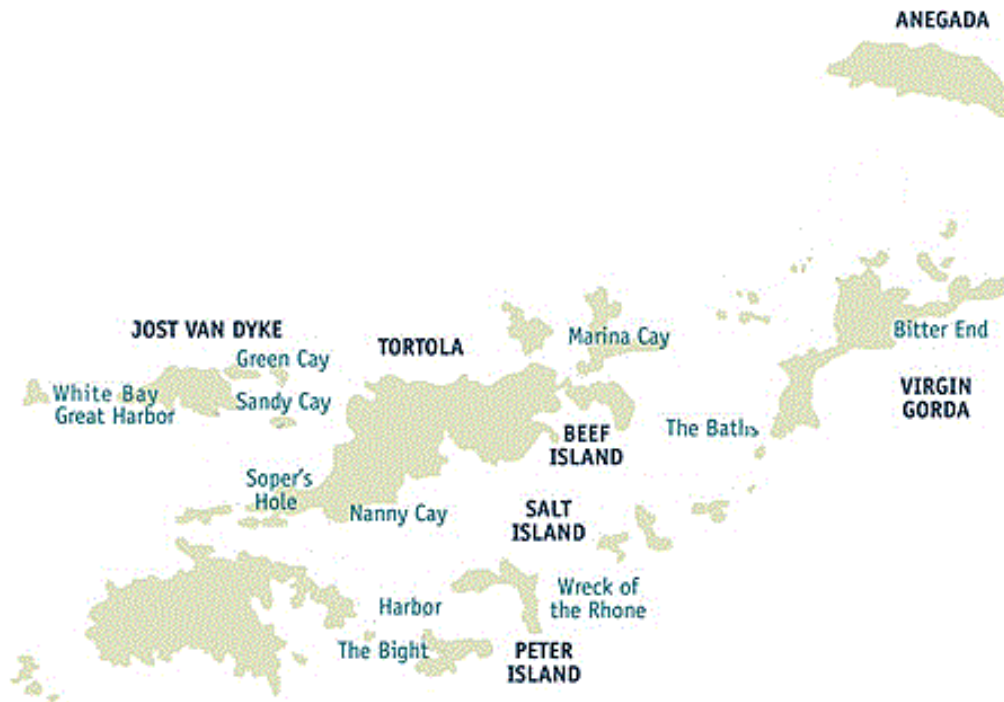 ANEGADA
JOST VAN DYKE
TORTOLA
Marina Cay
Bitter End
Green Cay
White Bay
Great Harbor
Sandy Cay
VIRGIN
GORDA
The Baths
BEEF
ISLAND
Soper's
Hole
Nanny Cay
SALT
ISLAND
Wreck of
the Rhone
Harbor
The Bight
PETER
ISLAND